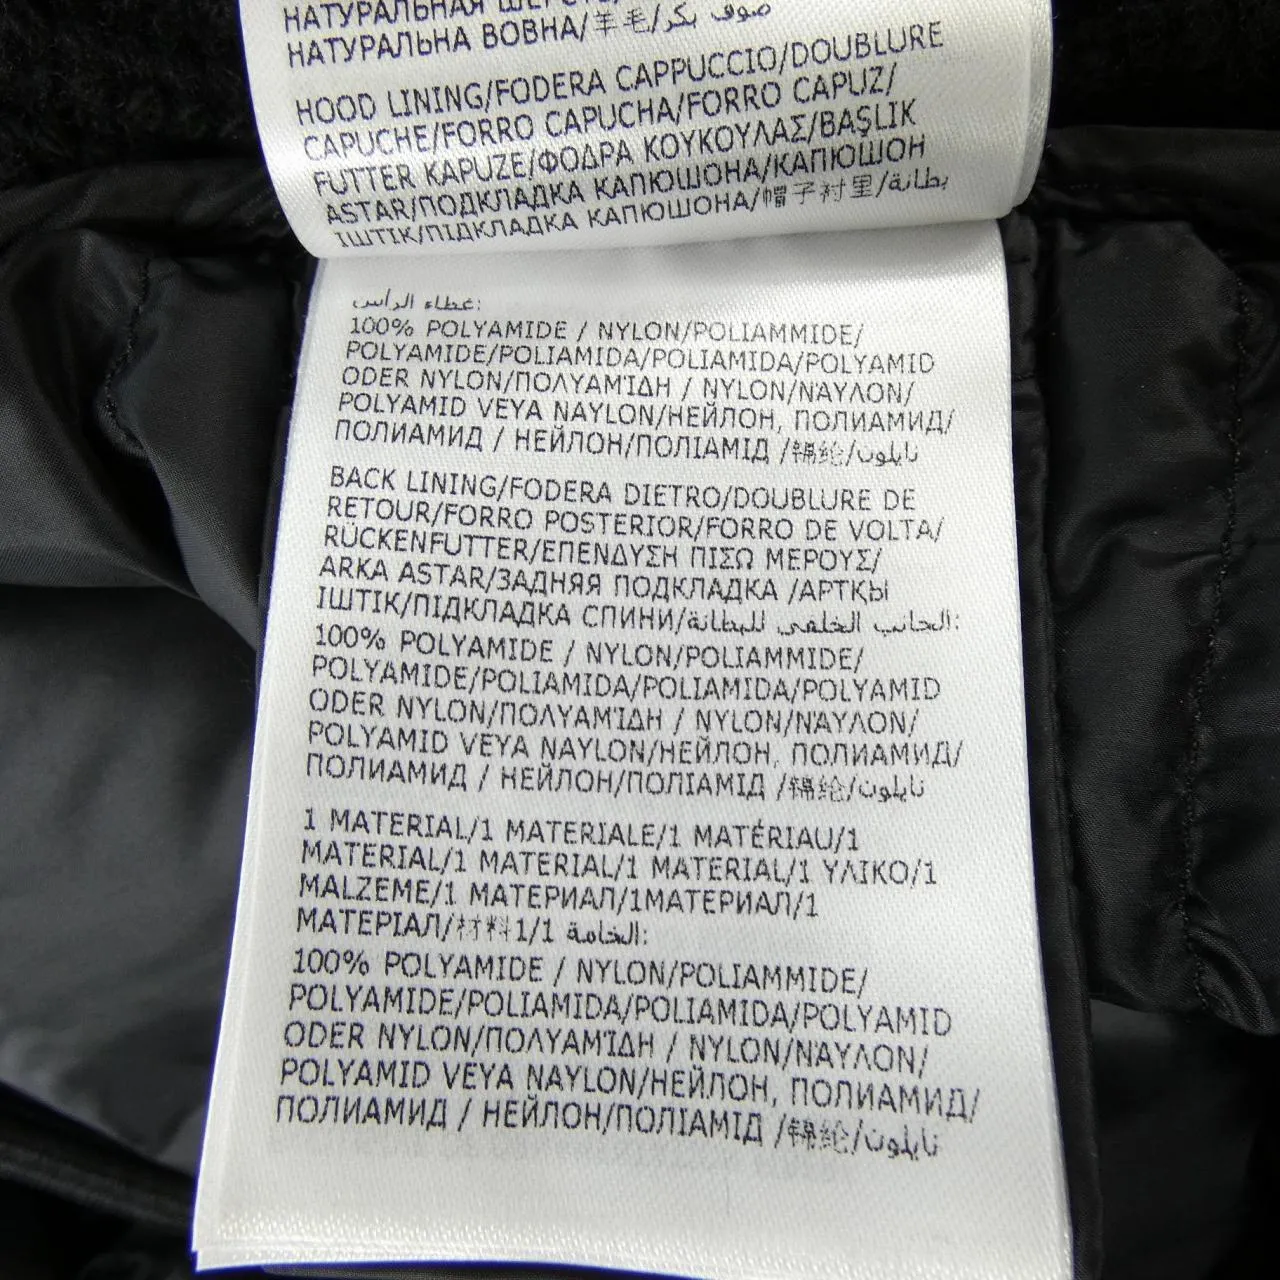 НАТУРАЛЬНАЯ
НАТУРАЛЬНА ВОВНА/羊毛/صوف بكر
HOOD LINING/FODERA CAPPUCCIO/DOUBLURE
CAPUCHE/FORRO CAPUCHA/FORRO CAPUZ/
FUTTER KAPUZE/ΦΟΔΡΑ ΚΟΥΚΟΥΛΑΣ/BAŞLIK
ASTAR/ПОДКЛАДКА КАПЮШОНА/КАПЮШОН
ІШТІК/ПІДКЛАДКА КАПЮШОНА/帽子衬里/بطانة
غطاء الرأس:
100% POLYAMIDE / NYLON/POLIAMMIDE/
POLYAMIDE/POLIAMIDA/POLIAMIDA/POLYAMID
ODER NYLON/ΠΟΛΥΑΜΊΔΗ / NYLON/ΝΆΥΛΟΝ/
POLYAMID VEYA NAYLON/НЕЙЛОН, ПОЛИАМИД/
ПОЛИАМИД / НЕЙЛОН/ПОЛІАМІД /锦纶/نايلون
BACK LINING/FODERA DIETRO/DOUBLURE DE
RETOUR/FORRO POSTERIOR/FORRO DE VOLTA/
RÜCKENFUTTER/ΕΠΕΝΔΥΣΗ ΠΙΣΩ ΜΕΡΟΥΣ/
ARKA ASTAR/ЗАДНЯЯ ПОДКЛАДКА /АРТҚЫ
ІШТІК/ПІДКЛАДКА СПИНИ/الجانب الخلفي للبطانة:
100% POLYAMIDE / NYLON/POLIAMMIDE/
POLYAMIDE/POLIAMIDA/POLIAMIDA/POLYAMID
ODER NYLON/ΠΟΛΥΑΜΊΔΗ / NYLON/ΝΆΥΛΟΝ/
POLYAMID VEYA NAYLON/НЕЙЛОН, ПОЛИАМИД/
ПОЛИАМИД / НЕЙЛОН/ПОЛІАМІД /锦纶/نايلون
1 MATERIAL/1 MATERIALE/1 MATÉRIAU/1
MATERIAL/1 MATERIAL/1 MATERIAL/1 ΥΛΙΚΟ/1
MALZEME/1 МАТЕРИАЛ/1МАТЕРИАЛ/1
МАТЕРІАЛ/材料1/1 الخامة:
100% POLYAMIDE / NYLON/POLIAMMIDE/
POLYAMIDE/POLIAMIDA/POLIAMIDA/POLYAMID
ODER NYLON/ΠΟΛΥΑΜΊΔΗ / NYLON/ΝΆΥΛΟΝ/
POLYAMID VEYA NAYLON/НЕЙЛОН, ПОЛИАМИД/
ПОЛИАМИД / НЕЙЛОН/ПОЛІАМІД /锦纶/نايلون